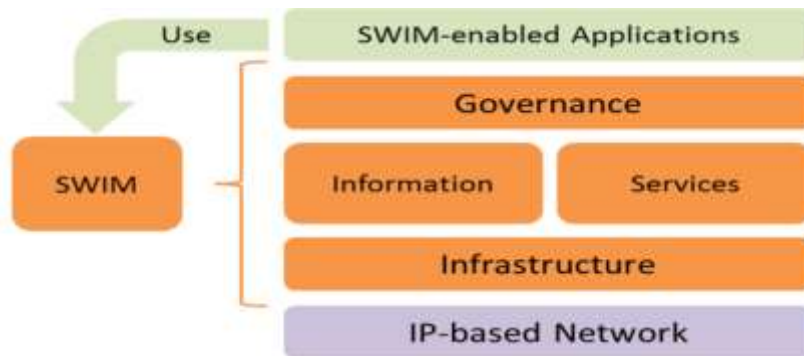 Use
SWIM-enabled Applications
Governance
SWIM
Information
Services
Infrastructure
IP-based Network